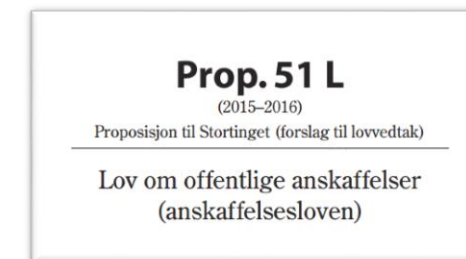 Prop. 51 L
(2015–2016)
Proposisjon til Stortinget (forslag til lovvedtak)
Lov om offentlige anskaffelser
(anskaffelsesloven)